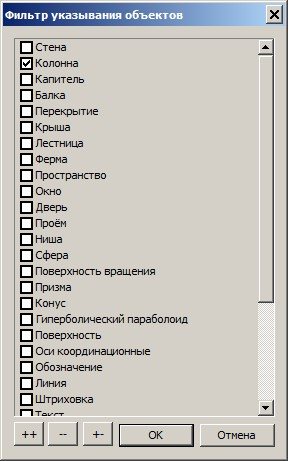 Фильтр указывания объектов
Стена
Колонна
Капитель
Балка
Перекрытие
Крыша
Лестница
Ферма
Пространство
Окно
Дверь
Проём
Ниша
Сфера
Поверхность вращения
Призма
Конус
Гиперболический параболоид
Поверхность
Оси координационные
Обозначение
Линия
Штриховка
Текст
++ -- +- OK Отмена